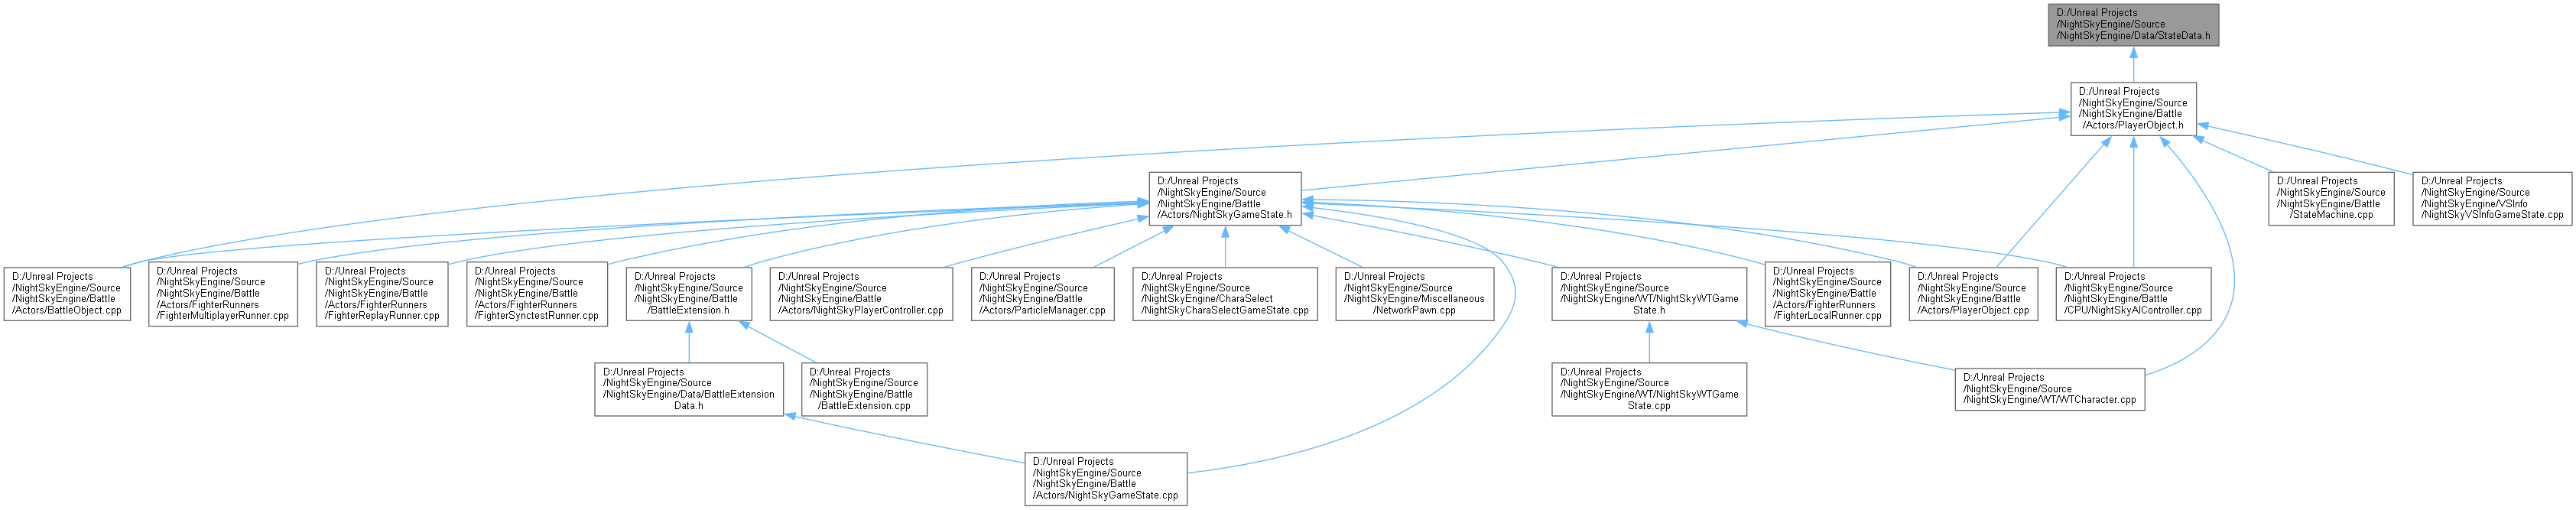 D:/Unreal Projects
/NightSkyEngine/Source
/NightSkyEngine/Data/StateData.h
D:/Unreal Projects
/NightSkyEngine/Source
/NightSkyEngine/Battle
/Actors/PlayerObject.h
D:/Unreal Projects
/NightSkyEngine/Source
/NightSkyEngine/Battle
/Actors/NightSkyGameState.h
D:/Unreal Projects
/NightSkyEngine/Source
/NightSkyEngine/Battle
/StateMachine.cpp
D:/Unreal Projects
/NightSkyEngine/Source
/NightSkyEngine/VSInfo
/NightSkyVSInfoGameState.cpp
D:/Unreal Projects
/NightSkyEngine/Source
/NightSkyEngine/Battle
/Actors/BattleObject.cpp
D:/Unreal Projects
/NightSkyEngine/Source
/NightSkyEngine/Battle
/Actors/FighterRunners
/FighterMultiplayerRunner.cpp
D:/Unreal Projects
/NightSkyEngine/Source
/NightSkyEngine/Battle
/Actors/FighterRunners
/FighterReplayRunner.cpp
D:/Unreal Projects
/NightSkyEngine/Source
/NightSkyEngine/Battle
/Actors/FighterRunners
/FighterSynctestRunner.cpp
D:/Unreal Projects
/NightSkyEngine/Source
/NightSkyEngine/Battle
/BattleExtension.h
D:/Unreal Projects
/NightSkyEngine/Source
/NightSkyEngine/Battle
/Actors/NightSkyPlayerController.cpp
D:/Unreal Projects
/NightSkyEngine/Source
/NightSkyEngine/Battle
/Actors/ParticleManager.cpp
D:/Unreal Projects
/NightSkyEngine/Source
/NightSkyEngine/CharaSelect
/NightSkyCharaSelectGameState.cpp
D:/Unreal Projects
/NightSkyEngine/Source
/NightSkyEngine/Miscellaneous
/NetworkPawn.cpp
D:/Unreal Projects
/NightSkyEngine/Source
/NightSkyEngine/WT/NightSkyWTGame
State.h
D:/Unreal Projects
/NightSkyEngine/Source
/NightSkyEngine/Battle
/Actors/FighterRunners
/FighterLocalRunner.cpp
D:/Unreal Projects
/NightSkyEngine/Source
/NightSkyEngine/Battle
/Actors/PlayerObject.cpp
D:/Unreal Projects
/NightSkyEngine/Source
/NightSkyEngine/Battle
/CPU/NightSkyAIController.cpp
D:/Unreal Projects
/NightSkyEngine/Source
/NightSkyEngine/Data/BattleExtension
Data.h
D:/Unreal Projects
/NightSkyEngine/Source
/NightSkyEngine/Battle
/BattleExtension.cpp
D:/Unreal Projects
/NightSkyEngine/Source
/NightSkyEngine/WT/NightSkyWTGame
State.cpp
D:/Unreal Projects
/NightSkyEngine/Source
/NightSkyEngine/WT/WTCharacter.cpp
D:/Unreal Projects
/NightSkyEngine/Source
/NightSkyEngine/Battle
/Actors/NightSkyGameState.cpp